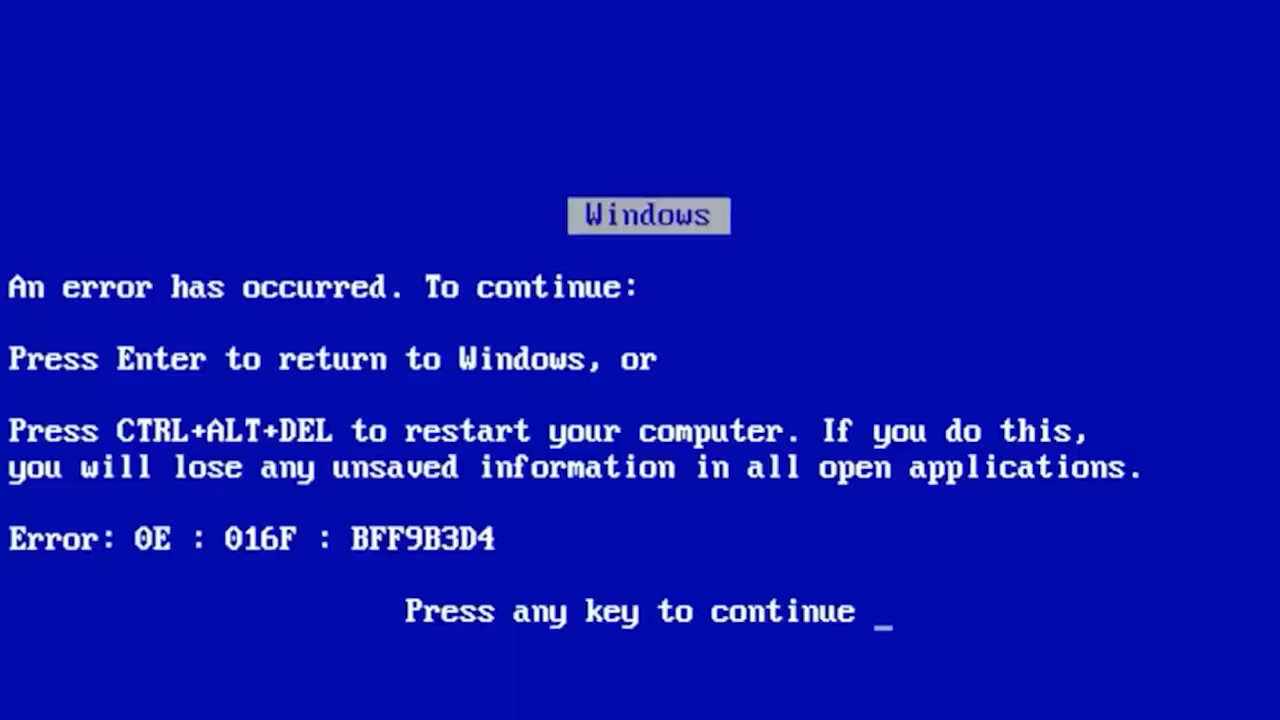 Windows
An error has occurred. To continue:
Press Enter to return to Windows, or
Press CTRL+ALT+DEL to restart your computer. If you do this,
you will lose any unsaved information in all open applications.
Error: 0E : 016F : BFF9B3D4
Press any key to continue _